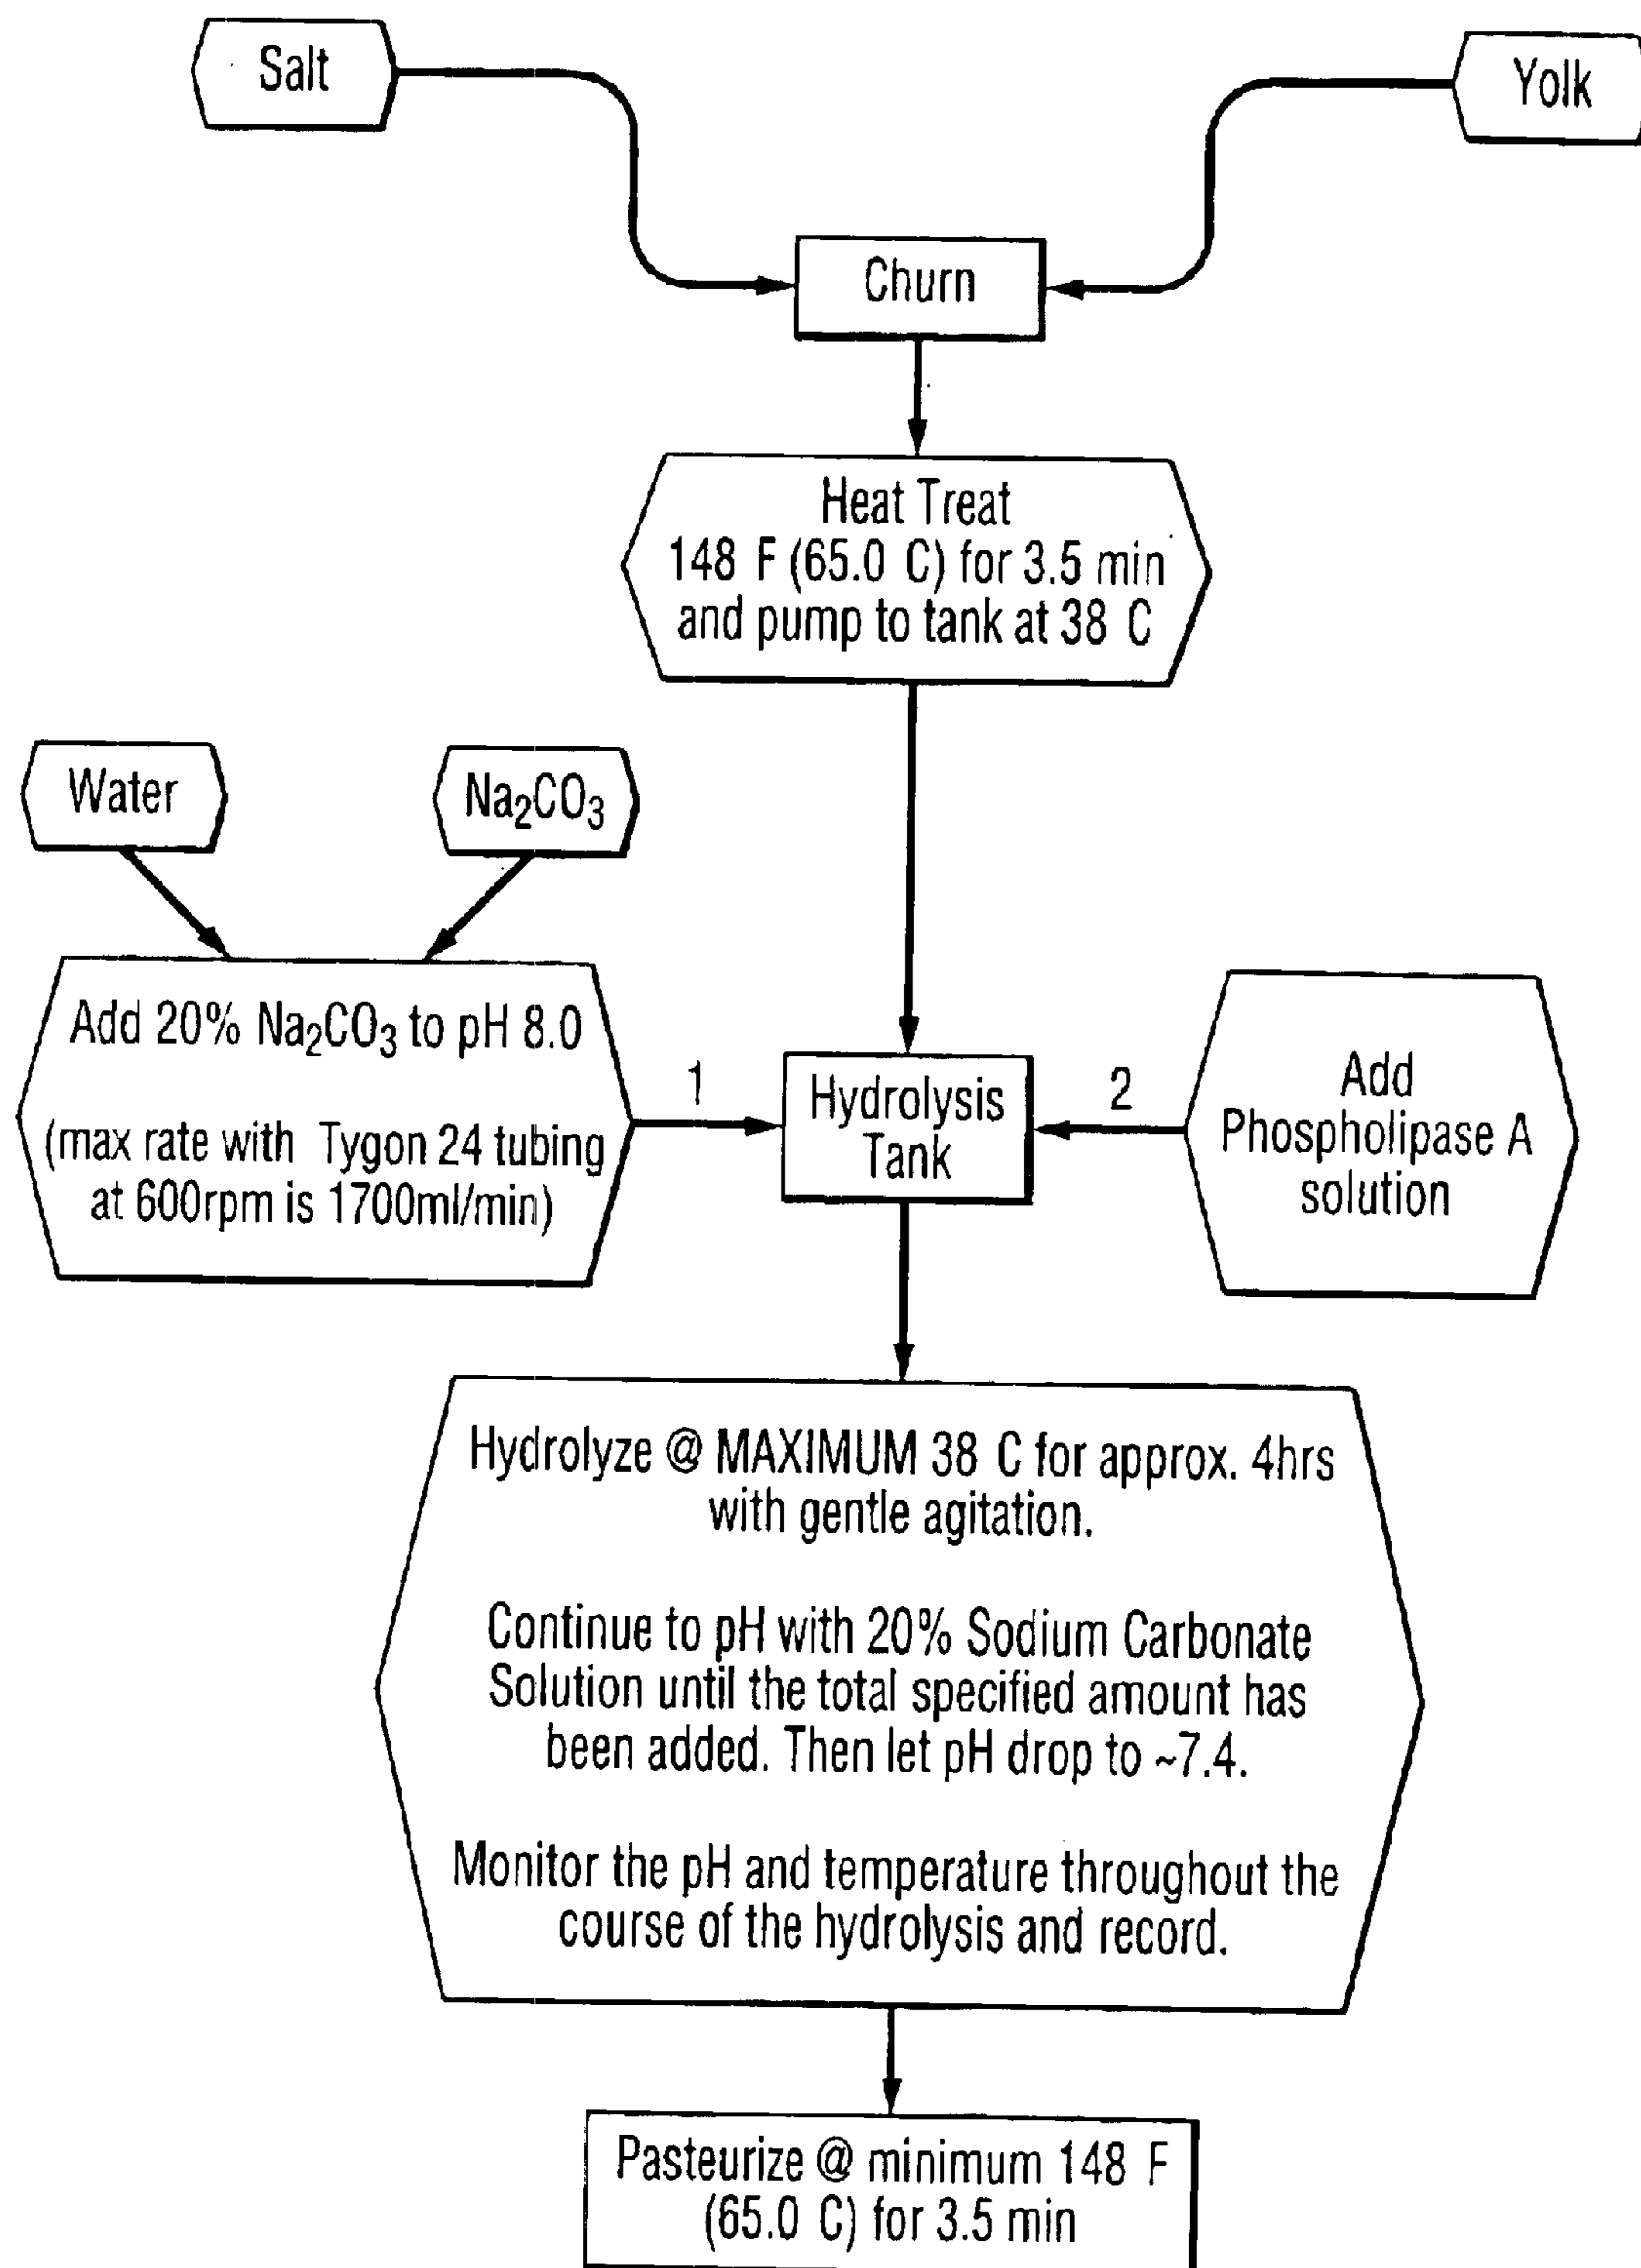 Salt
Yolk
Churn
Heat Treat
148 F (65.0 C) for 3.5 min
and pump to tank at 38 C
Water
Na₂CO₃
Add 20% Na₂CO₃ to pH 8.0
(max rate with Tygon 24 tubing
at 600rpm is 1700ml/min)
1
Hydrolysis
Tank
2
Add
Phospholipase A
solution
Hydrolyze @ MAXIMUM 38 C for approx. 4hrs
with gentle agitation.
Continue to pH with 20% Sodium Carbonate
Solution until the total specified amount has
been added. Then let pH drop to ~7.4.
Monitor the pH and temperature throughout the
course of the hydrolysis and record.
Pasteurize @ minimum 148 F
(65.0 C) for 3.5 min